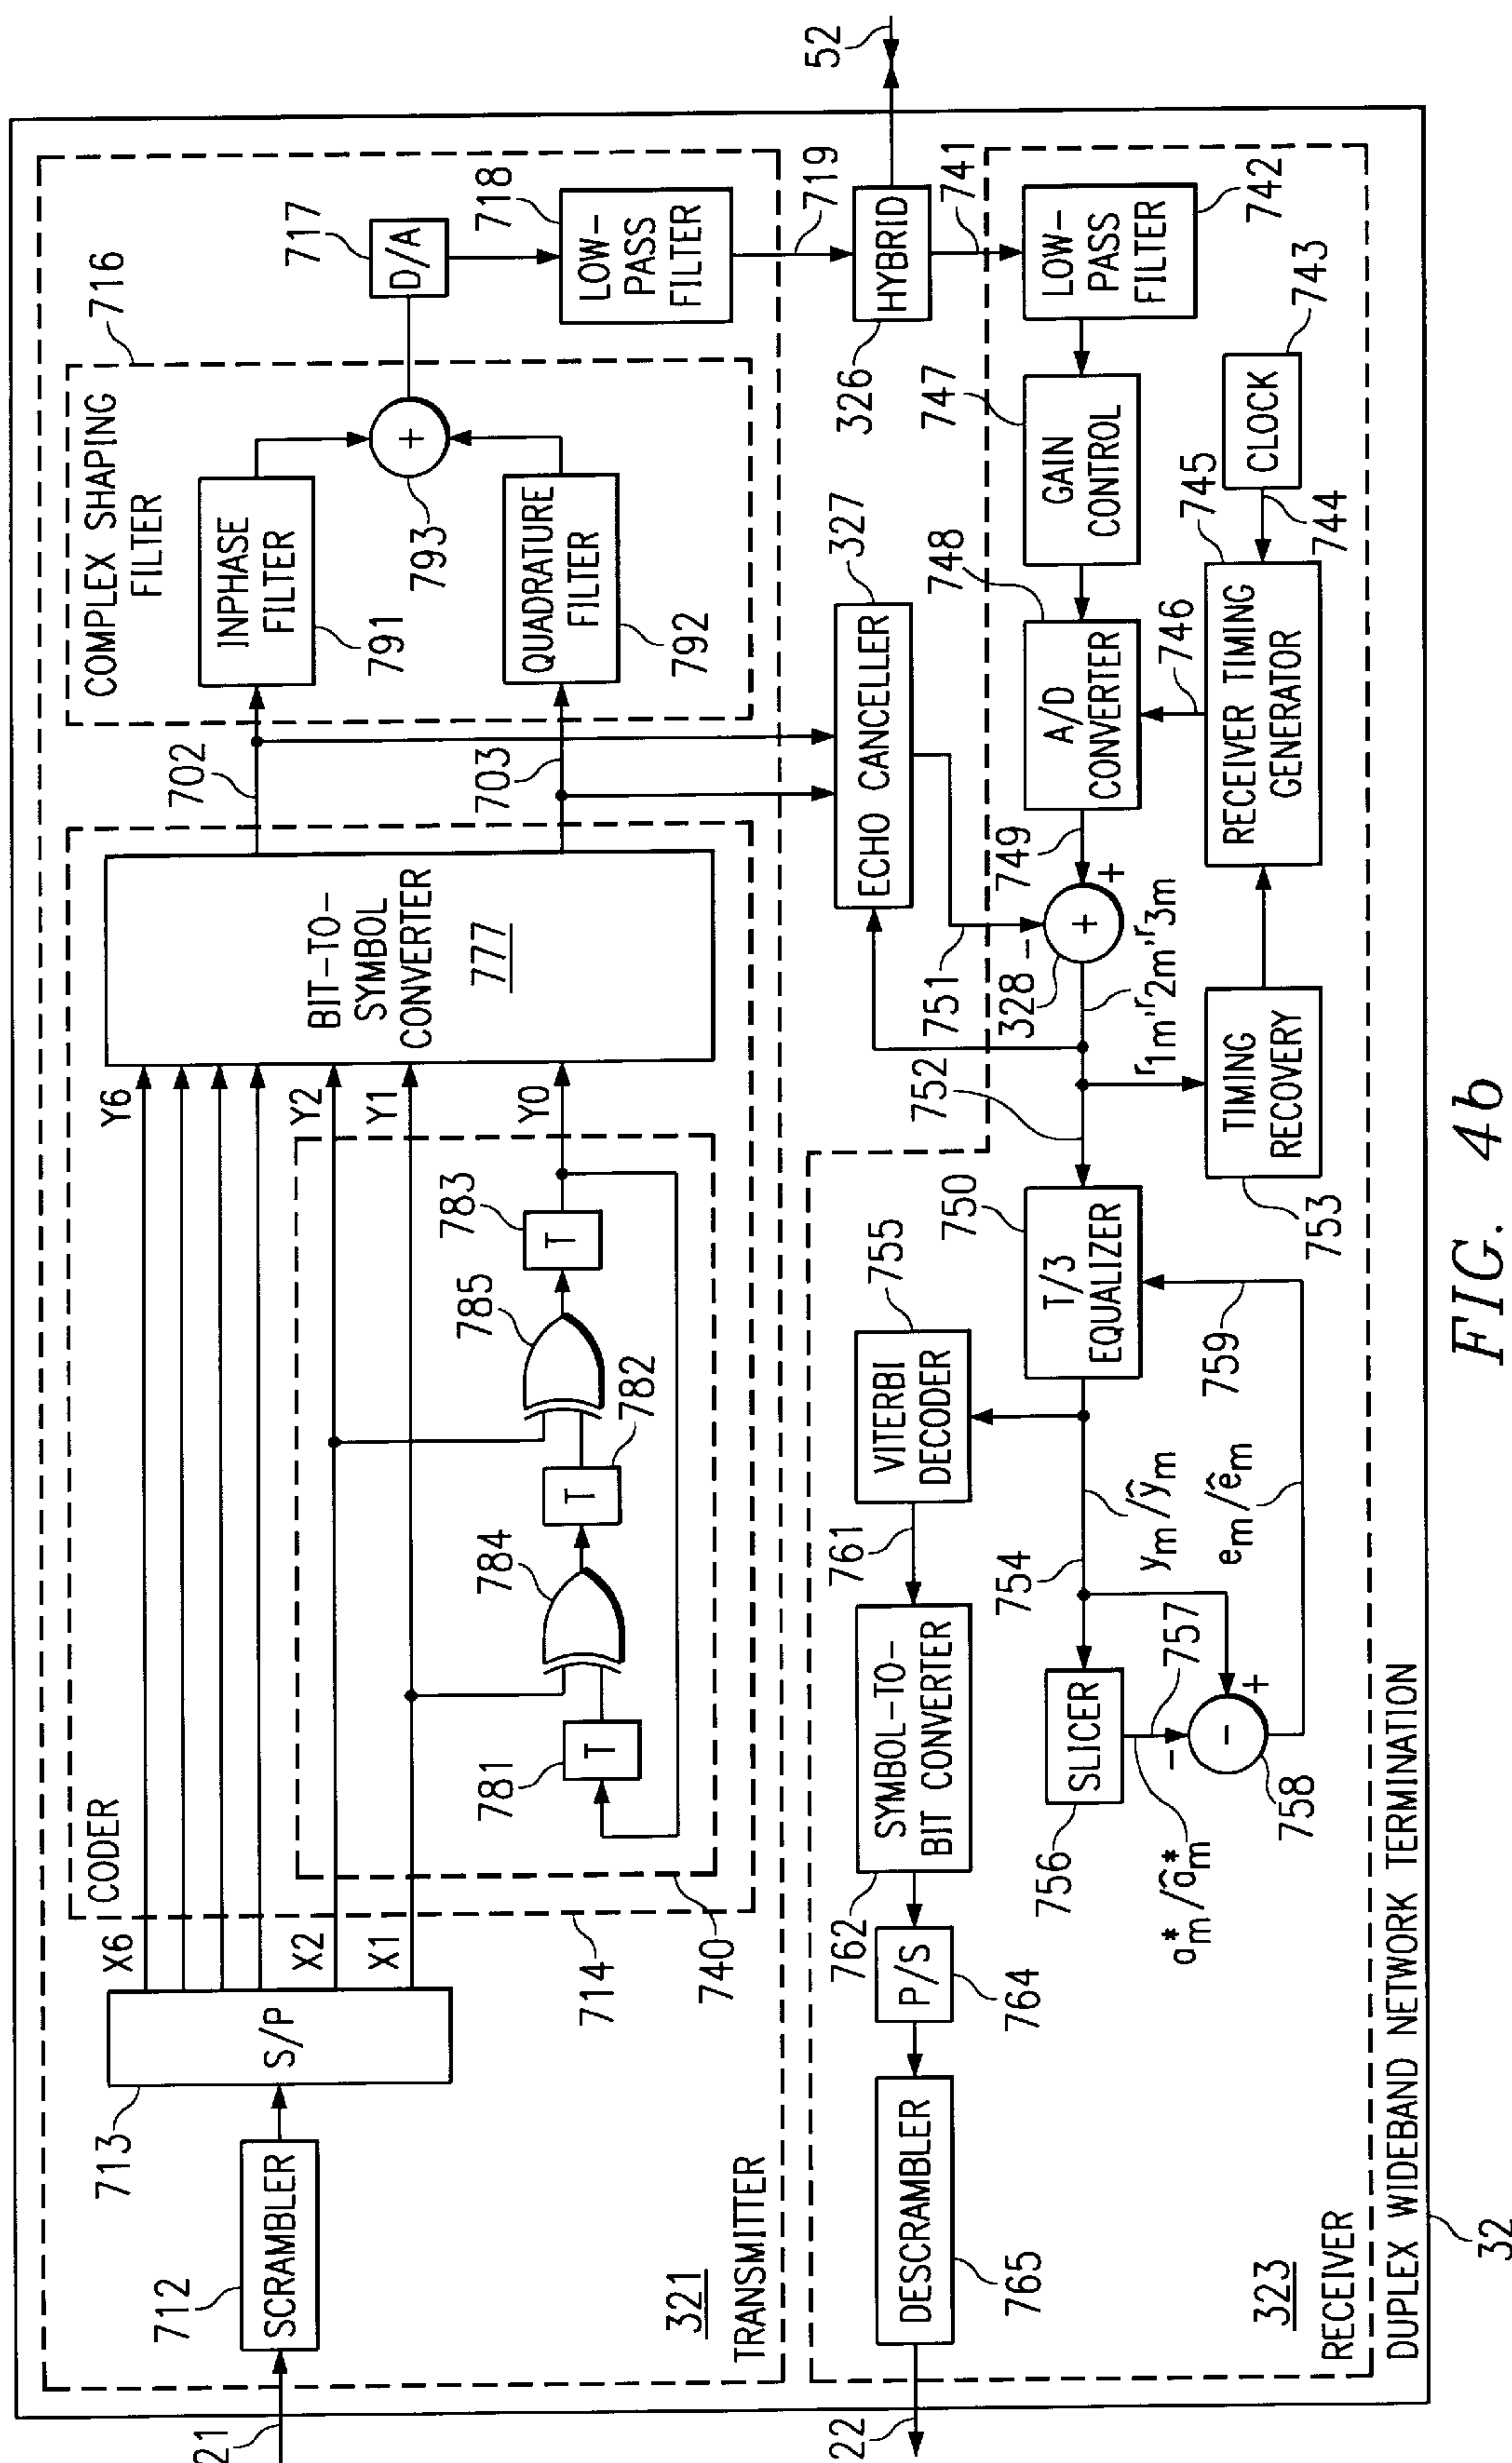 21
712
SCRAMBLER
713
S/P
X6
X2
X1
CODER
714
740
781
T
784
782
T
785
783
T
Y6
Y2
Y1
Y0
BIT-TO-
SYMBOL
CONVERTER
777
702
703
COMPLEX SHAPING
FILTER
716
INPHASE
FILTER
791
QUADRATURE
FILTER
792
+
793
717
D/A
718
LOW-
PASS
FILTER
719
321
TRANSMITTER
HYBRID
326
52
741
ECHO CANCELLER
327
LOW-
PASS
FILTER
742
747
GAIN
CONTROL
748
A/D
CONVERTER
CLOCK
743
744
745
RECEIVER TIMING
GENERATOR
746
749
+
+
-
328
751
r1m,r2m,r3m
752
TIMING
RECOVERY
753
750
T/3
EQUALIZER
759
755
VITERBI
DECODER
761
754
ym/ŷm
em/êm
SLICER
756
757
a*m/â*m
-
-
+
758
SYMBOL-TO-
BIT CONVERTER
762
P/S
764
DESCRAMBLER
765
22
323
RECEIVER
DUPLEX WIDEBAND NETWORK TERMINATION
32
FIG. 4b